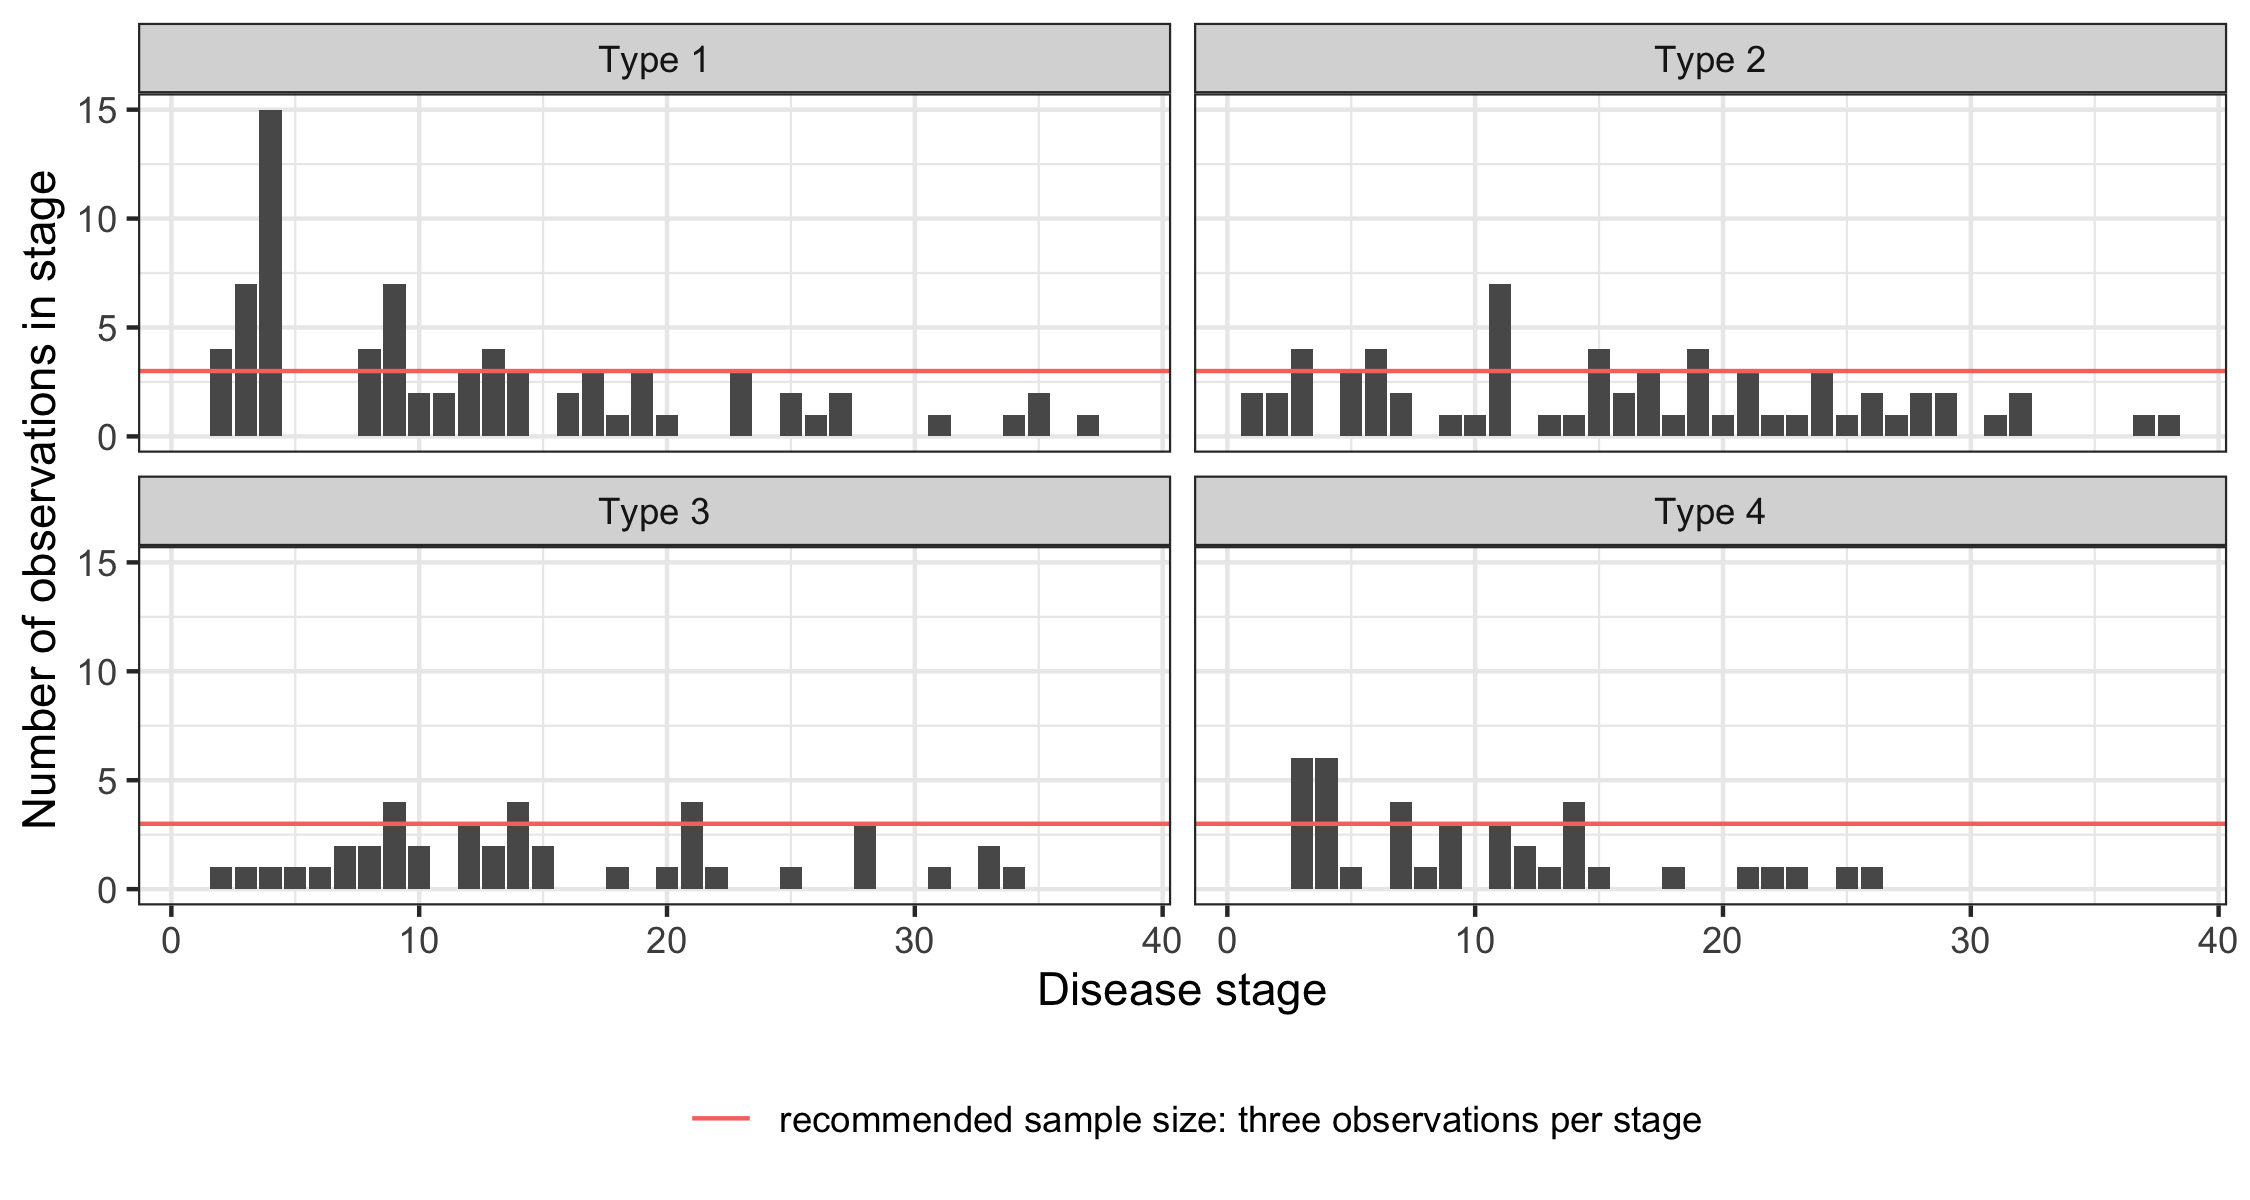 Type 1
Type 2
15
10
5
0
Number of observations in stage
Type 3
Type 4
15
10
5
0
0 10 20 30 40
0 10 20 30 40
Disease stage
recommended sample size: three observations per stage